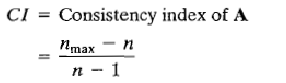 CI = Consistency index of A
= n_max − n / n − 1